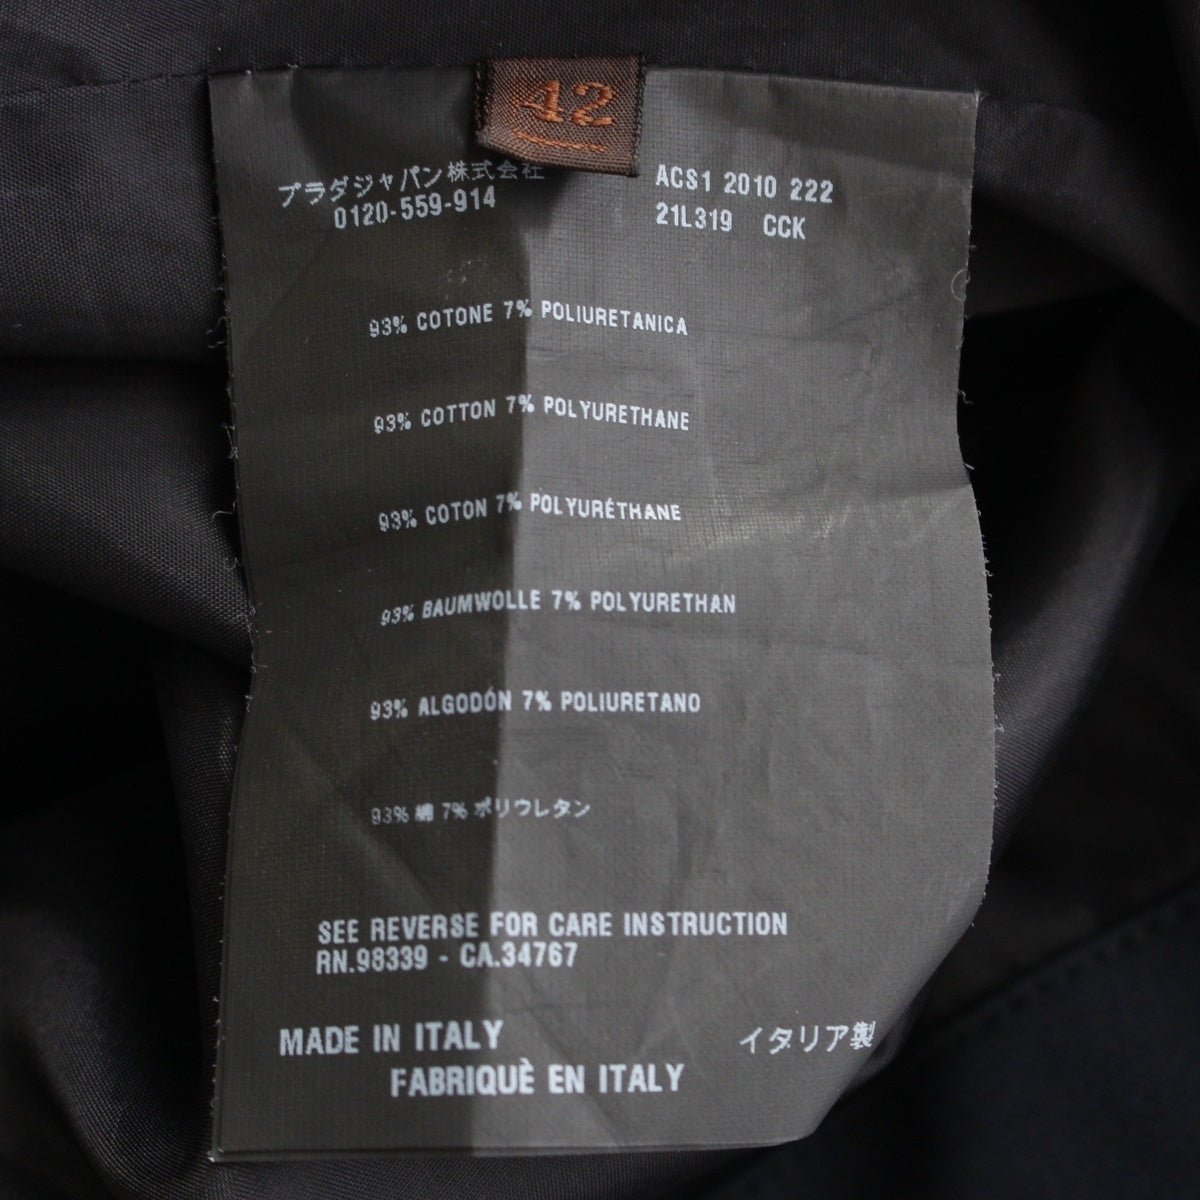 42
プラダジャパン株式会社
0120-559-914
ACS1 2010 222
21L319 CCK
93% COTONE 7% POLIURETANICA
93% COTTON 7% POLYURETHANE
93% COTON 7% POLYURÉTHANE
93% BAUMWOLLE 7% POLYURETHAN
93% ALGODÓN 7% POLIURETANO
93% 綿 7% ポリウレタン
SEE REVERSE FOR CARE INSTRUCTION
RN.98339 - CA.34767
MADE IN ITALY
イタリア製
FABRIQUÈ EN ITALY